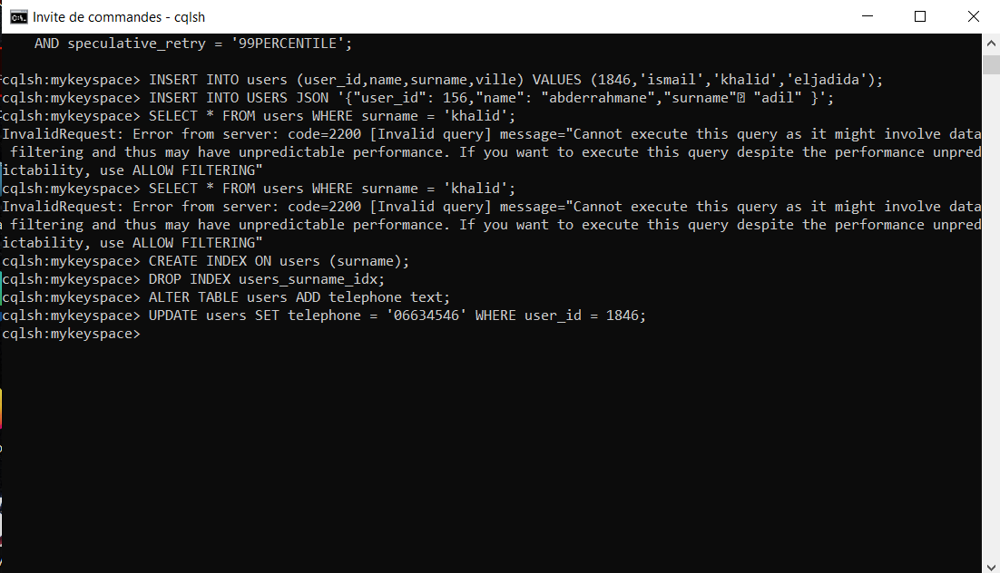 Invite de commandes - cqlsh
    AND speculative_retry = '99PERCENTILE';
cqlsh:mykeyspace> INSERT INTO users (user_id,name,surname,ville) VALUES (1846,'ismail','khalid','eljadida');
cqlsh:mykeyspace> INSERT INTO USERS JSON '{"user_id": 156,"name": "abderrahmane","surname" "adil" }';
cqlsh:mykeyspace> SELECT * FROM users WHERE surname = 'khalid';
InvalidRequest: Error from server: code=2200 [Invalid query] message="Cannot execute this query as it might involve data
 filtering and thus may have unpredictable performance. If you want to execute this query despite the performance unpred
ictability, use ALLOW FILTERING"
cqlsh:mykeyspace> SELECT * FROM users WHERE surname = 'khalid';
InvalidRequest: Error from server: code=2200 [Invalid query] message="Cannot execute this query as it might involve data
 filtering and thus may have unpredictable performance. If you want to execute this query despite the performance unpred
ictability, use ALLOW FILTERING"
cqlsh:mykeyspace> CREATE INDEX ON users (surname);
cqlsh:mykeyspace> DROP INDEX users_surname_idx;
cqlsh:mykeyspace> ALTER TABLE users ADD telephone text;
cqlsh:mykeyspace> UPDATE users SET telephone = '06634546' WHERE user_id = 1846;
cqlsh:mykeyspace>